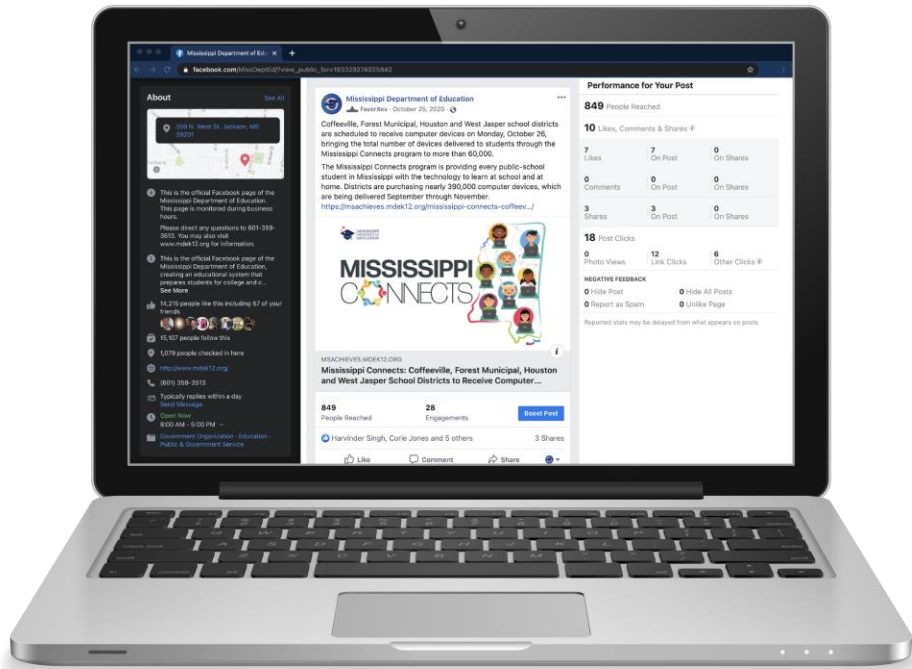 Mississippi Department of Edu
facebook.com/MissDeptEd/?view_public_for=193329274025842
About
See All
359 N. West St. Jackson, MS
39201
This is the official Facebook page of the
Mississippi Department of Education.
This page is monitored during business
hours.
Please direct any questions to 601-359-
3513. You may also visit
www.mdek12.org for information.
This is the official Facebook page of the
Mississippi Department of Education,
creating an educational system that
prepares students for college and c...
See More
14,215 people like this including 57 of your
friends
15,107 people follow this
1,079 people checked in here
http://www.mdek12.org/
(601) 359-3513
Typically replies within a day
Send Message
Open Now
8:00 AM - 5:00 PM
Government Organization · Education ·
Public & Government Service
Mississippi Department of Education
Favorites · October 25, 2020 ·
Coffeeville, Forest Municipal, Houston and West Jasper school districts
are scheduled to receive computer devices on Monday, October 26,
bringing the total number of devices delivered to students through the
Mississippi Connects program to more than 60,000.
The Mississippi Connects program is providing every public-school
student in Mississippi with the technology to learn at school and at
home. Districts are purchasing nearly 390,000 computer devices, which
are being delivered September through November.
https://msachieves.mdek12.org/mississippi-connects-coffeev.../
MISSISSIPPI
DEPARTMENT OF
EDUCATION
MISSISSIPPI
CONNECTS
MSACHIEVES.MDEK12.ORG
Mississippi Connects: Coffeeville, Forest Municipal, Houston
and West Jasper School Districts to Receive Computer...
849
People Reached
28
Engagements
Boost Post
Harvinder Singh, Corie Jones and 5 others
3 Shares
Like
Comment
Share
Performance for Your Post
849 People Reached
10 Likes, Comments & Shares
7 7 0
Likes On Post On Shares
0 0 0
Comments On Post On Shares
3 3 0
Shares On Post On Shares
18 Post Clicks
0 12 6
Photo Views Link Clicks Other Clicks
NEGATIVE FEEDBACK
0 Hide Post 0 Hide All Posts
0 Report as Spam 0 Unlike Page
Reported stats may be delayed from what appears on posts